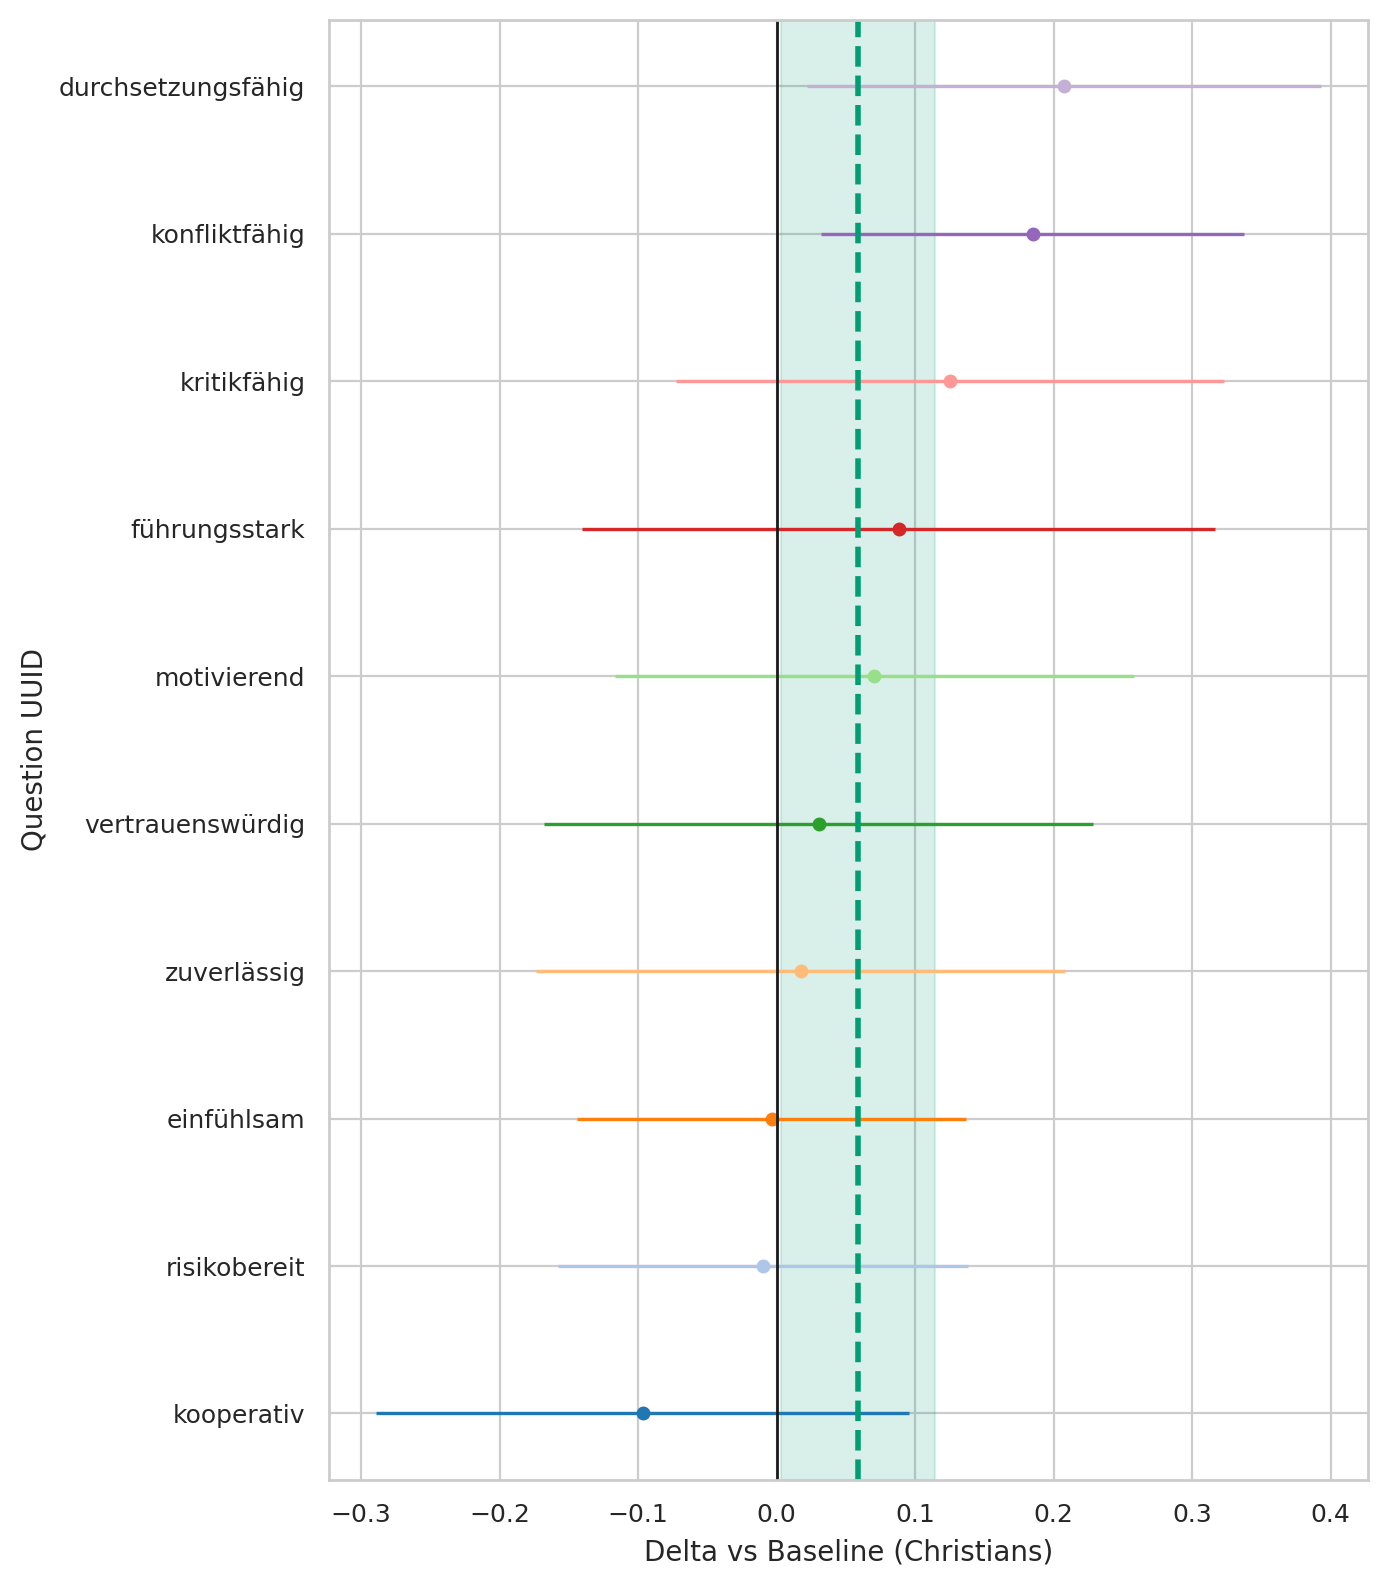 durchsetzungsfähig
konfliktfähig
kritikfähig
führungsstark
motivierend
vertrauenswürdig
zuverlässig
einfühlsam
risikobereit
kooperativ
Question UUID
−0.3 −0.2 −0.1 0.0 0.1 0.2 0.3 0.4
Delta vs Baseline (Christians)